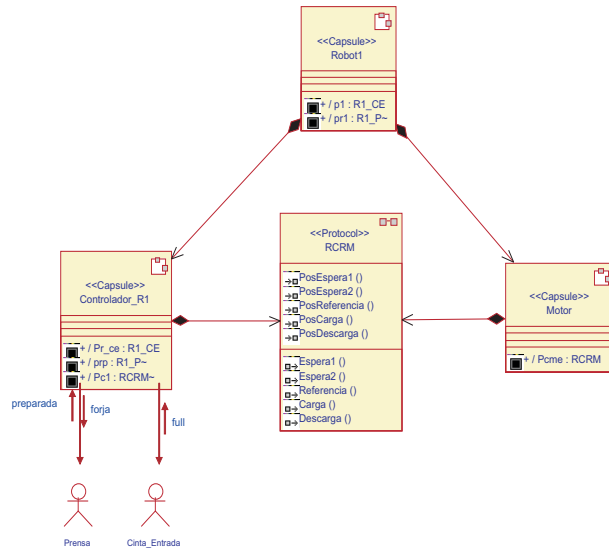 <<Capsule>>
Robot1
+ / p1 : R1_CE
+ / pr1 : R1_P~
<<Protocol>>
RCRM
PosEspera1 ()
PosEspera2 ()
PosReferencia ()
PosCarga ()
PosDescarga ()
Espera1 ()
Espera2 ()
Referencia ()
Carga ()
Descarga ()
<<Capsule>>
Controlador_R1
+ / Pr_ce : R1_CE
+ / prp : R1_P~
+ / Pc1 : RCRM~
<<Capsule>>
Motor
+ / Pcme : RCRM
preparada
forja
full
Prensa
Cinta_Entrada